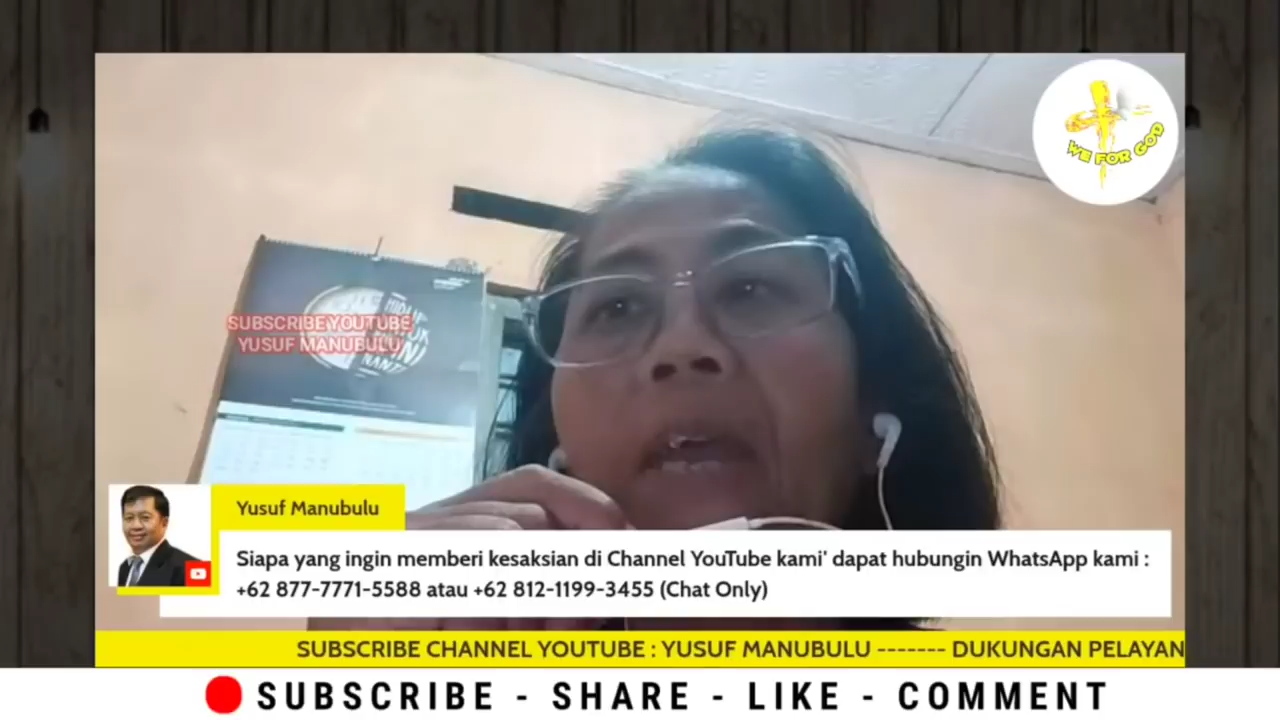 WE FOR GOD
SUBSCRIBE YOUTUBE
YUSUF MANUBULU
Yusuf Manubulu
Siapa yang ingin memberi kesaksian di Channel YouTube kami' dapat hubungin WhatsApp kami :
+62 877-7771-5588 atau +62 812-1199-3455 (Chat Only)
SUBSCRIBE CHANNEL YOUTUBE : YUSUF MANUBULU ------- DUKUNGAN PELAYAN
SUBSCRIBE - SHARE - LIKE - COMMENT